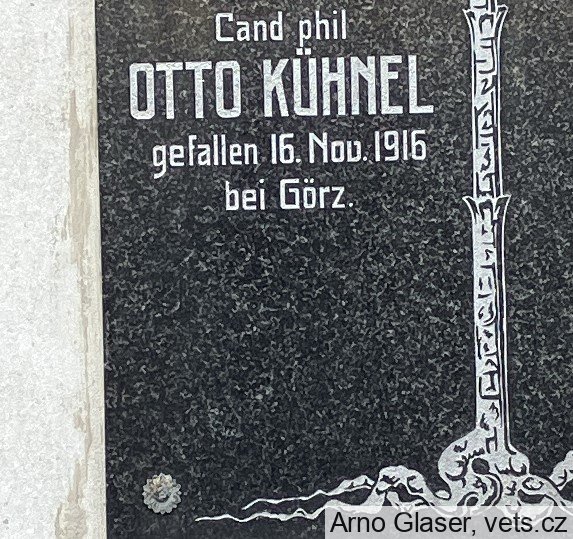 Cand phil
OTTO KÜHNEL
gefallen 16. Nov. 1916
bei Görz.
Arno Glaser, vets.cz